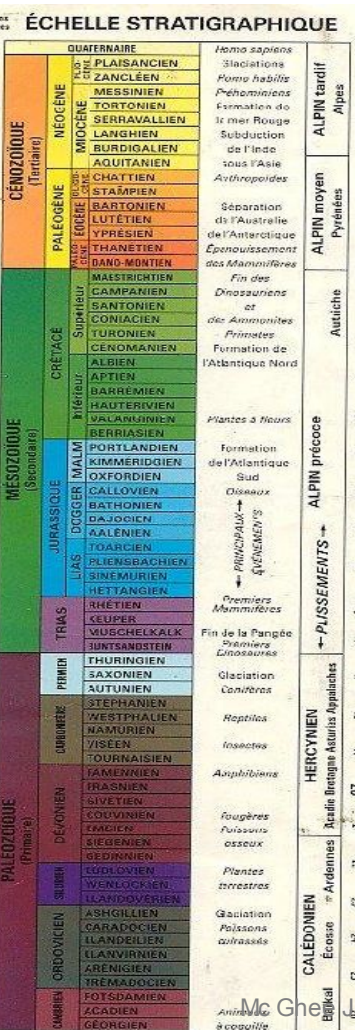 ÉCHELLE STRATIGRAPHIQUE
QUATERNAIRE
Homo sapiens
PLAISANCIEN
Glaciations
ZANCLÉEN
Homo habilis
MESSINIEN
Préhominiens
TORTONIEN
Formation de
SERRAVALLIEN
la mer Rouge
LANGHIEN
Subduction
BURDIGALIEN
de l'Inde
AQUITANIEN
sous l'Asie
CHATTIEN
Anthropoïdes
STAMPIEN
BARTONIEN
Séparation
LUTÉTIEN
de l'Australie
YPRÉSIEN
de l'Antarctique
THANÉTIEN
Épanouissement
DANO-MONTIEN
des Mammifères
MAESTRICHTIEN
Fin des
CAMPANIEN
Dinosauriens
SANTONIEN
et
CONIACIEN
des Ammonites
TURONIEN
Primates
CÉNOMANIEN
Formation de
ALBIEN
l'Atlantique Nord
APTIEN
BARRÉMIEN
HAUTERIVIEN
VALANGINIEN
Plantes à fleurs
BERRIASIEN
PORTLANDIEN
Formation
KIMMÉRIDGIEN
de l'Atlantique
OXFORDIEN
Sud
CALLOVIEN
Oiseaux
BATHONIEN
BAJOCIEN
AALÉNIEN
TOARCIEN
PLIENSBACHIEN
SINÉMURIEN
HETTANGIEN
RHÉTIEN
Premiers
Mammifères
KEUPER
MUSCHELKALK
Fin de la Pangée
BUNTSANDSTEIN
Premiers
Dinosaures
THURINGIEN
SAXONIEN
Glaciation
AUTUNIEN
Conifères
STÉPHANIEN
WESTPHALIEN
Reptiles
NAMURIEN
VISÉEN
Insectes
TOURNAISIEN
FAMENNIEN
Amphibiens
FRASNIEN
GIVÉTIEN
COUVINIEN
Fougères
EMSIEN
Poissons
SIEGENIEN
osseux
GEDINNIEN
LUDLOVIEN
Plantes
WENLOCKIEN
terrestres
LLANDOVÉRIEN
ASHGILLIEN
Glaciation
CARADOCIEN
Poissons
LLANDEILIEN
cuirassés
LLANVIRNIEN
ARÉNIGIEN
TRÉMADOCIEN
POTSDAMIEN
ACADIEN
Animaux
GÉORGIEN
à coquille
CÉNOZOÏQUE
(Tertiaire)
NÉOGÈNE
PALÉOGÈNE
MIOCÈNE
ÉOCÈNE
MÉSOZOÏQUE
(Secondaire)
CRÉTACÉ
Supérieur
Inférieur
JURASSIQUE
MALM
DOGGER
LIAS
TRIAS
PALÉOZOÏQUE
(Primaire)
PERMIEN
CARBONIFÈRE
DÉVONIEN
SILURIEN
ORDOVICIEN
CAMBRIEN
← PRINCIPAUX →
ÉVÉNEMENTS
← PLISSEMENTS →
ALPIN tardif
Alpes
ALPIN moyen
Pyrénées
ALPIN précoce
Autriche
HERCYNIEN
Acadie Bretagne Asturies Appalaches
CALÉDONIEN
Écosse
Ardennes
Baïkal
Mc Ghen J